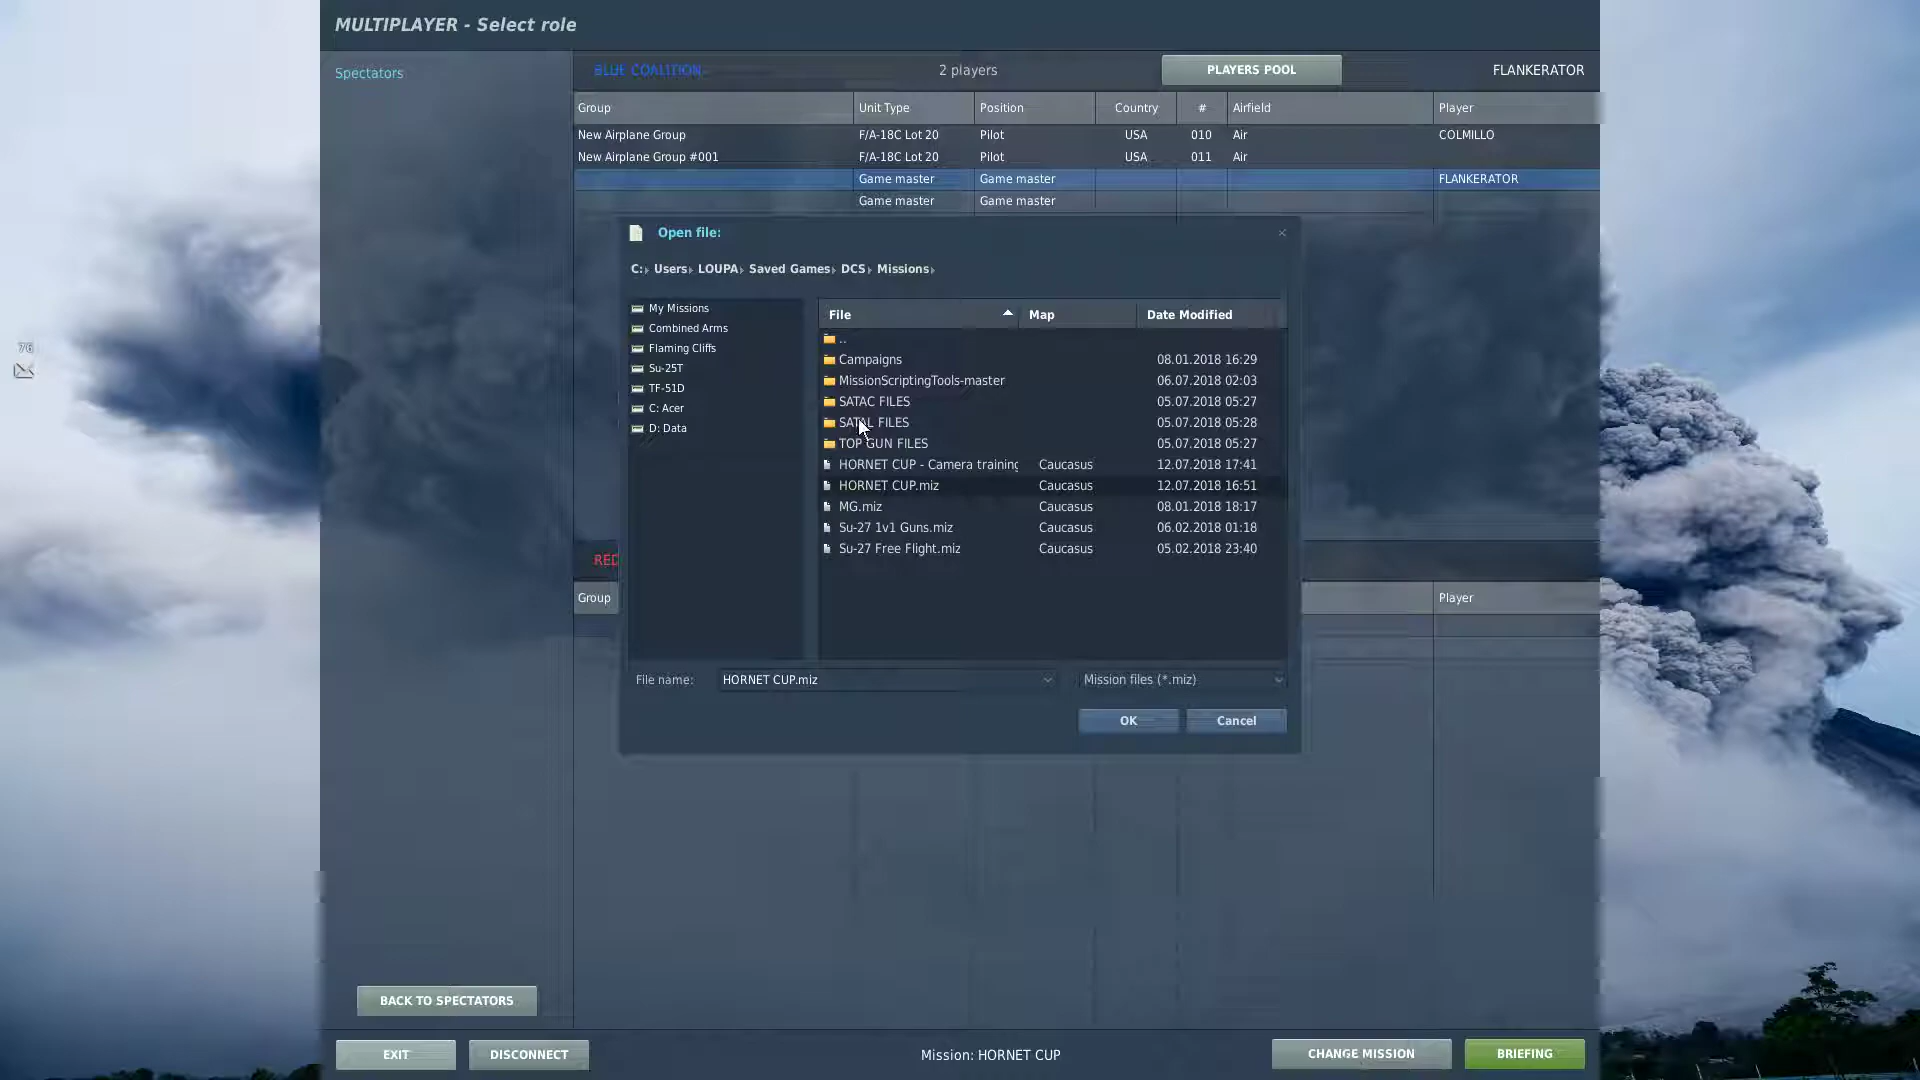 MULTIPLAYER - Select role
Spectators
BLUE COALITION 2 players PLAYERS POOL FLANKERATOR
Group Unit Type Position Country # Airfield Player
New Airplane Group F/A-18C Lot 20 Pilot USA 010 Air COLMILLO
New Airplane Group #001 F/A-18C Lot 20 Pilot USA 011 Air
Game master Game master FLANKERATOR
Game master Game master
Open file:
C: Users LOUPA Saved Games DCS Missions
My Missions
Combined Arms
Flaming Cliffs
Su-25T
TF-51D
C: Acer
D: Data
File Map Date Modified
..
Campaigns 08.01.2018 16:29
MissionScriptingTools-master 06.07.2018 02:03
SATAC FILES 05.07.2018 05:27
SATAL FILES 05.07.2018 05:28
TOP GUN FILES 05.07.2018 05:27
HORNET CUP - Camera training Caucasus 12.07.2018 17:41
HORNET CUP.miz Caucasus 12.07.2018 16:51
MG.miz Caucasus 08.01.2018 18:17
Su-27 1v1 Guns.miz Caucasus 06.02.2018 01:18
Su-27 Free Flight.miz Caucasus 05.02.2018 23:40
76
RED
Group Player
File name: HORNET CUP.miz Mission files (*.miz)
OK Cancel
BACK TO SPECTATORS
EXIT DISCONNECT Mission: HORNET CUP CHANGE MISSION BRIEFING